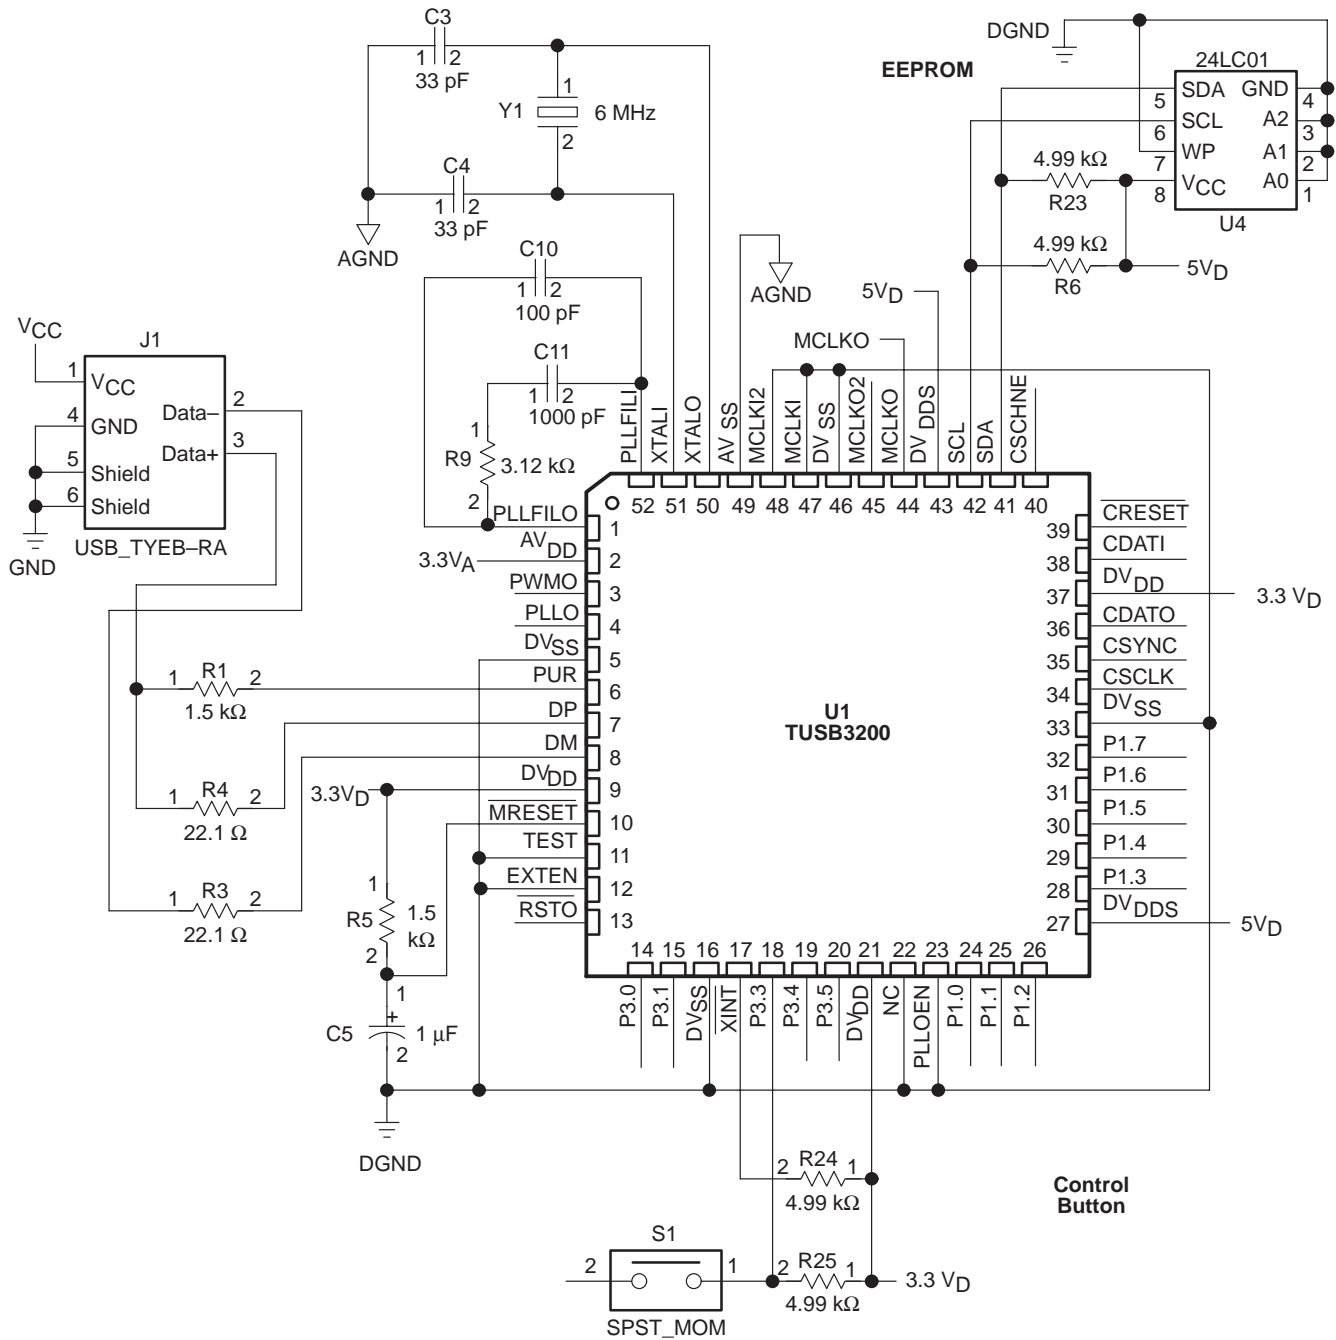 C3
1 2
33 pF
Y1
1
2
6 MHz
C4
1 2
33 pF
AGND
C10
1 2
100 pF
C11
1 2
1000 pF
1
R9
3.12 kΩ
2
EEPROM
DGND
24LC01
SDA
SCL
WP
VCC
GND
A2
A1
A0
5
6
7
8
4
3
2
1
U4
4.99 kΩ
R23
4.99 kΩ
R6
5VD
AGND
5VD
MCLKO
VCC
J1
1
4
5
6
VCC
GND
Shield
Shield
Data–
Data+
2
3
USB_TYEB–RA
GND
PLLFILI
XTALI
XTALO
AVSS
MCLKI2
MCLKI
DVSS
MCLKO2
MCLKO
DVDDS
SCL
SDA
CSCHNE
52 51 50 49 48 47 46 45 44 43 42 41 40
PLLFILO
1
3.3VA
AVDD
2
PWMO
3
PLLO
4
DVSS
5
PUR
6
DP
7
DM
8
DVDD
9
MRESET
10
TEST
11
EXTEN
12
RSTO
13
U1
TUSB3200
39
CRESET
38
CDATI
37
DVDD
3.3 VD
36
CDATO
35
CSYNC
34
CSCLK
33
DVSS
32
P1.7
31
P1.6
30
P1.5
29
P1.4
28
P1.3
27
DVDDS
5VD
1 R1 2
1.5 kΩ
1 R4 2
22.1 Ω
1 R3 2
22.1 Ω
3.3VD
1
R5
1.5
kΩ
2
1
+
C5
1 μF
2
DGND
14 15 16 17 18 19 20 21 22 23 24 25 26
P3.0
P3.1
DVSS
XINT
P3.3
P3.4
P3.5
DVDD
NC
PLLOEN
P1.0
P1.1
P1.2
2 R24 1
4.99 kΩ
Control
Button
S1
2
1
SPST_MOM
2 R25 1
4.99 kΩ
3.3 VD